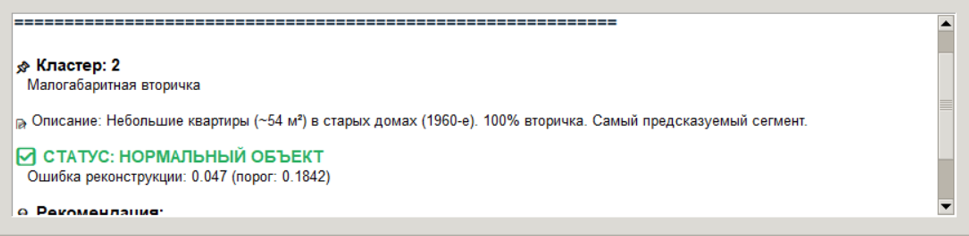 ============================================================
Кластер: 2
Малогабаритная вторичка
Описание: Небольшие квартиры (~54 м²) в старых домах (1960-е). 100% вторичка. Самый предсказуемый сегмент.
СТАТУС: НОРМАЛЬНЫЙ ОБЪЕКТ
Ошибка реконструкции: 0.047 (порог: 0.1842)
Рекомендация: